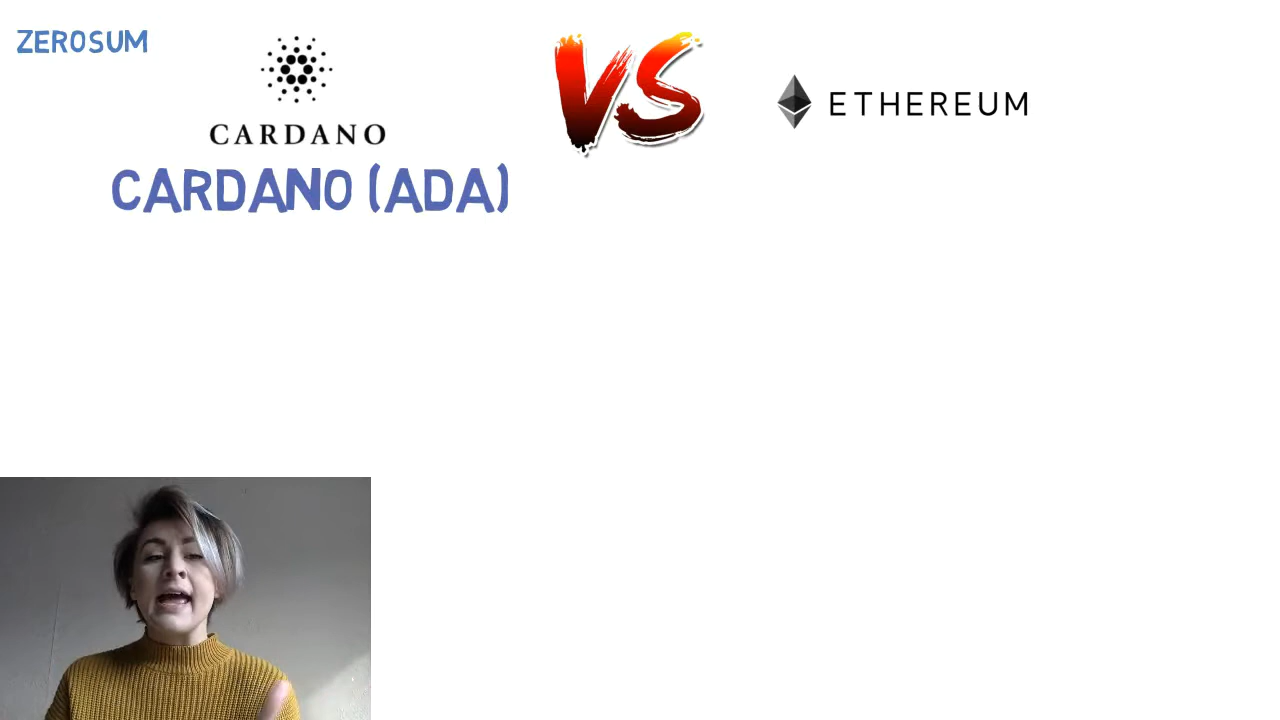 ZEROSUM
CARDANO
VS
ETHEREUM
CARDANO (ADA)